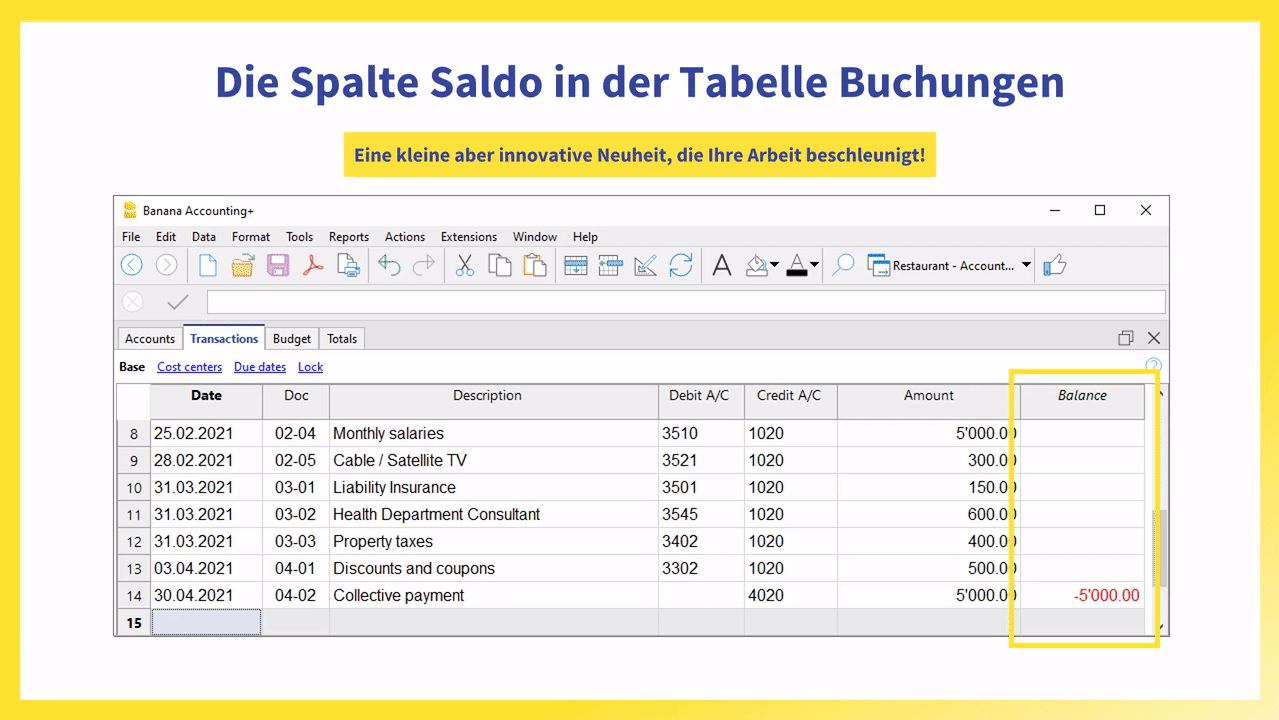 Die Spalte Saldo in der Tabelle Buchungen
Eine kleine aber innovative Neuheit, die Ihre Arbeit beschleunigt!
Banana Accounting+
File Edit Data Format Tools Reports Actions Extensions Window Help
Restaurant - Account...
Accounts Transactions Budget Totals
Base Cost centers Due dates Lock
Date Doc Description Debit A/C Credit A/C Amount Balance
8 25.02.2021 02-04 Monthly salaries 3510 1020 5'000.00
9 28.02.2021 02-05 Cable / Satellite TV 3521 1020 300.00
10 31.03.2021 03-01 Liability Insurance 3501 1020 150.00
11 31.03.2021 03-02 Health Department Consultant 3545 1020 600.00
12 31.03.2021 03-03 Property taxes 3402 1020 400.00
13 03.04.2021 04-01 Discounts and coupons 3302 1020 500.00
14 30.04.2021 04-02 Collective payment 4020 5'000.00 -5'000.00
15